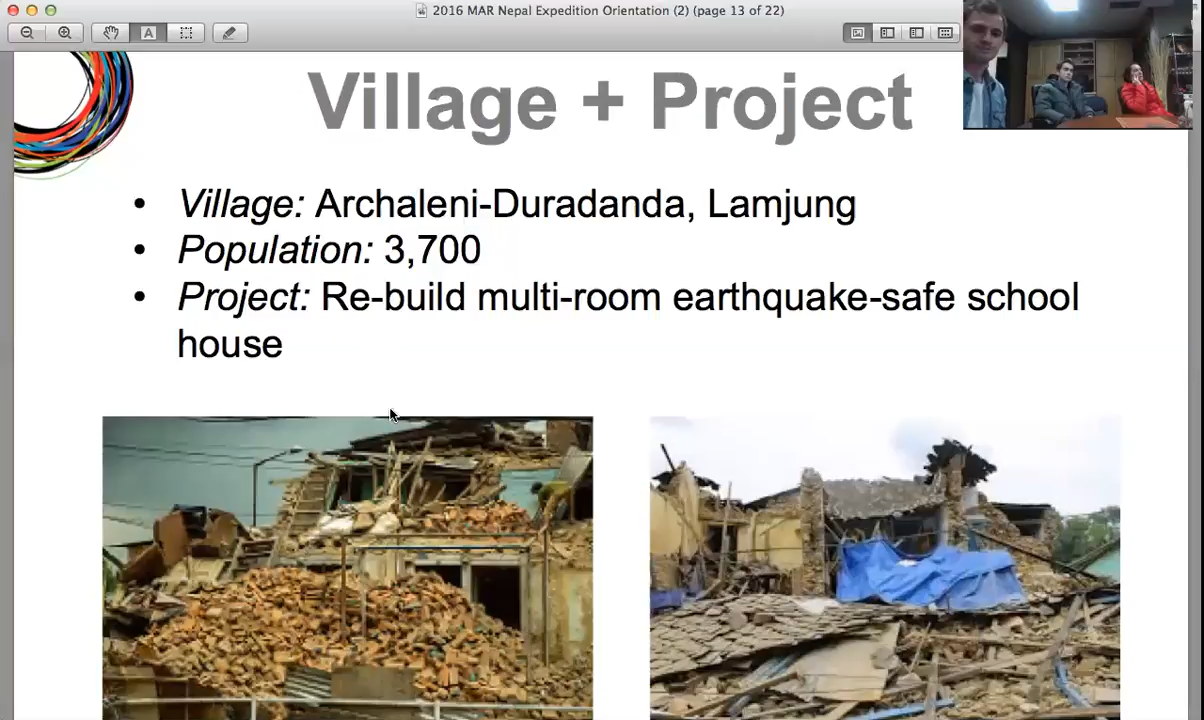 2016 MAR Nepal Expedition Orientation (2) (page 13 of 22)
A
Village + Project
• Village: Archaleni-Duradanda, Lamjung
• Population: 3,700
• Project: Re-build multi-room earthquake-safe school
house